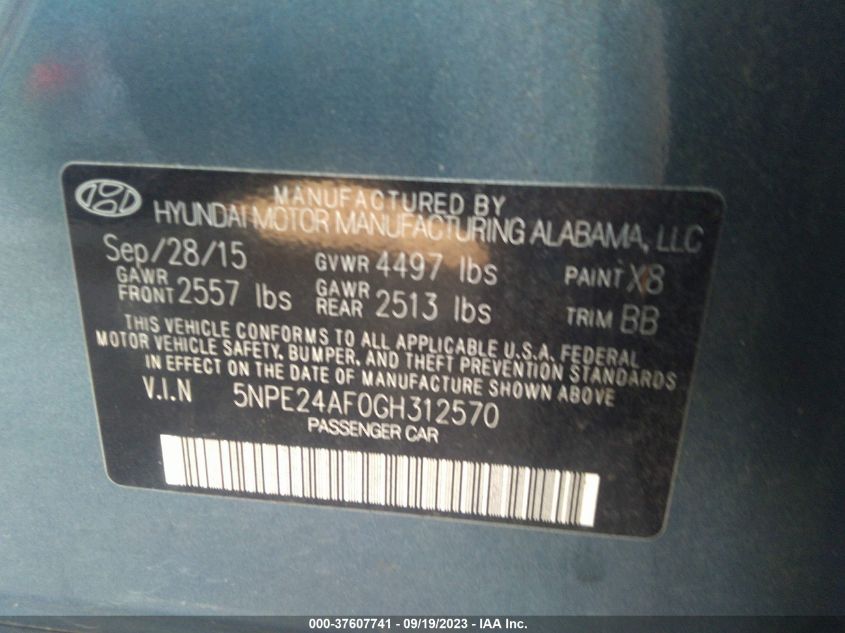 MANUFACTURED BY
HYUNDAI MOTOR MANUFACTURING ALABAMA, LLC
Sep/28/15 GVWR 4497 lbs PAINT X8
GAWR FRONT 2557 lbs GAWR REAR 2513 lbs TRIM BB
THIS VEHICLE CONFORMS TO ALL APPLICABLE U.S.A. FEDERAL
MOTOR VEHICLE SAFETY, BUMPER, AND THEFT PREVENTION STANDARDS
IN EFFECT ON THE DATE OF MANUFACTURE SHOWN ABOVE
V.I.N 5NPE24AF0GH312570
PASSENGER CAR
000-37607741 - 09/19/2023 - IAA Inc.